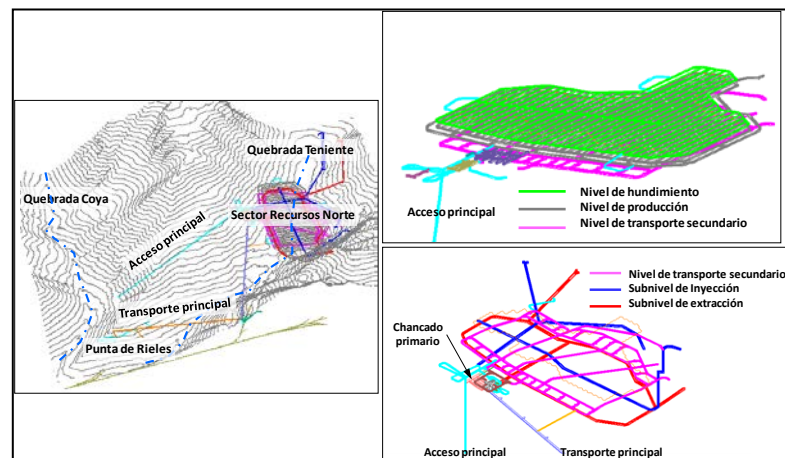 Quebrada Teniente
Quebrada Coya
Sector Recursos Norte
Acceso principal
Transporte principal
Punta de Rieles
Acceso principal
Nivel de hundimiento
Nivel de producción
Nivel de transporte secundario
Nivel de transporte secundario
Subnivel de Inyección
Subnivel de extracción
Chancado
primario
Acceso principal
Transporte principal